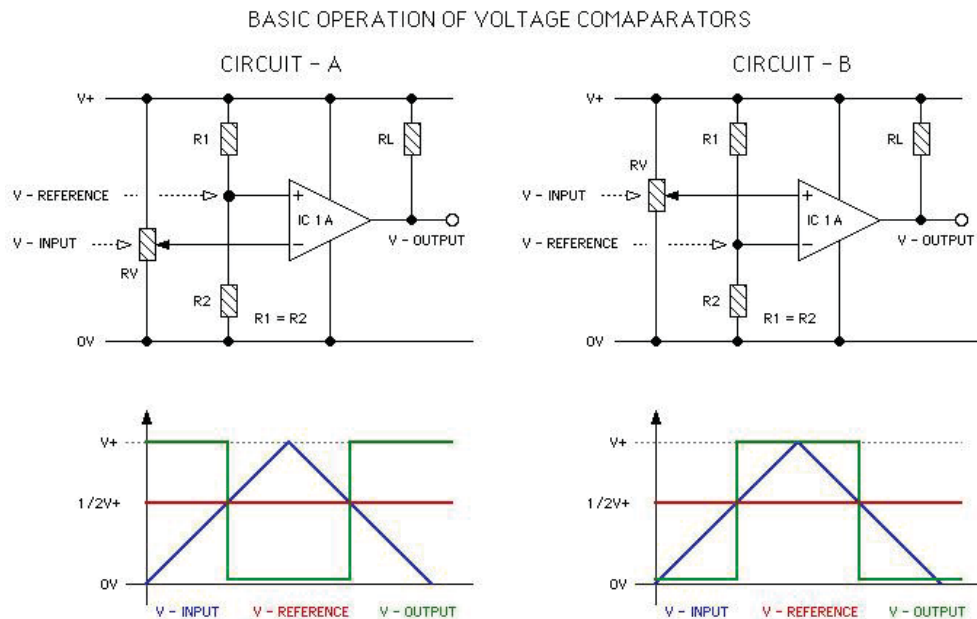 BASIC OPERATION OF VOLTAGE COMAPARATORS
CIRCUIT - A
V+
R1
RL
V - REFERENCE
+
IC 1A
V - INPUT
-
V - OUTPUT
RV
R2
R1 = R2
0V
CIRCUIT - B
V+
R1
RL
RV
V - INPUT
+
IC 1A
V - REFERENCE
-
V - OUTPUT
R2
R1 = R2
0V
V+
1/2V+
0V
V - INPUT V - REFERENCE V - OUTPUT
V+
1/2V+
0V
V - INPUT V - REFERENCE V - OUTPUT